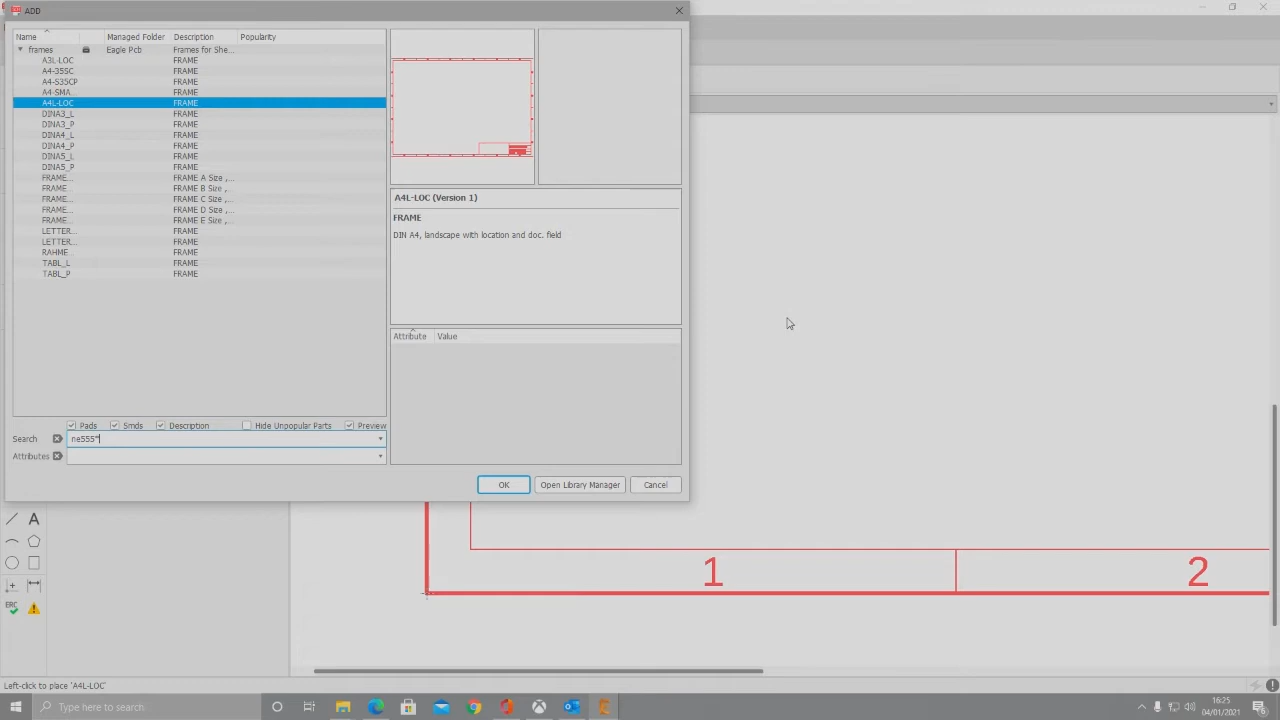 ADD
Name Managed Folder Description Popularity
frames Eagle Pcb Frames for She...
A3L-LOC FRAME
A4-35SC FRAME
A4-S35CP FRAME
A4-SMA... FRAME
A4L-LOC FRAME
DINA3_L FRAME
DINA3_P FRAME
DINA4_L FRAME
DINA4_P FRAME
DINA5_L FRAME
DINA5_P FRAME
FRAME... FRAME A Size ,...
FRAME... FRAME B Size ,...
FRAME... FRAME C Size ,...
FRAME... FRAME D Size ,...
FRAME... FRAME E Size ,...
LETTER... FRAME
LETTER... FRAME
RAHME... FRAME
TABL_L FRAME
TABL_P FRAME
A4L-LOC (Version 1)
FRAME
DIN A4, landscape with location and doc. field
Attribute Value
Pads Smds Description Hide Unpopular Parts Preview
Search ne555*
Attributes
OK Open Library Manager Cancel
A
ERC
1 2
Left-click to place 'A4L-LOC'
Type here to search
16:25
04/01/2021
6